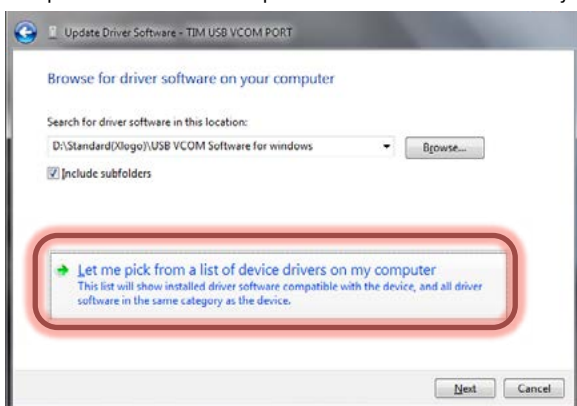 Update Driver Software - TIM USB VCOM PORT
Browse for driver software on your computer
Search for driver software in this location:
D:\Standard(Xlogo)\USB VCOM Software for windows
Browse...
Include subfolders
Let me pick from a list of device drivers on my computer
This list will show installed driver software compatible with the device, and all driver
software in the same category as the device.
Next Cancel